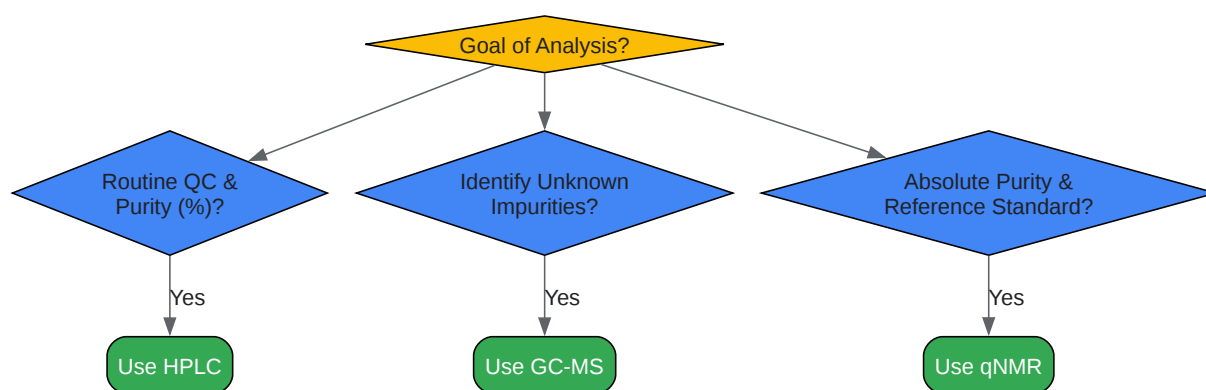 Goal of Analysis?
Routine QC &
Purity (%)?
Identify Unknown
Impurities?
Absolute Purity &
Reference Standard?
Yes
Yes
Yes
Use HPLC
Use GC-MS
Use qNMR